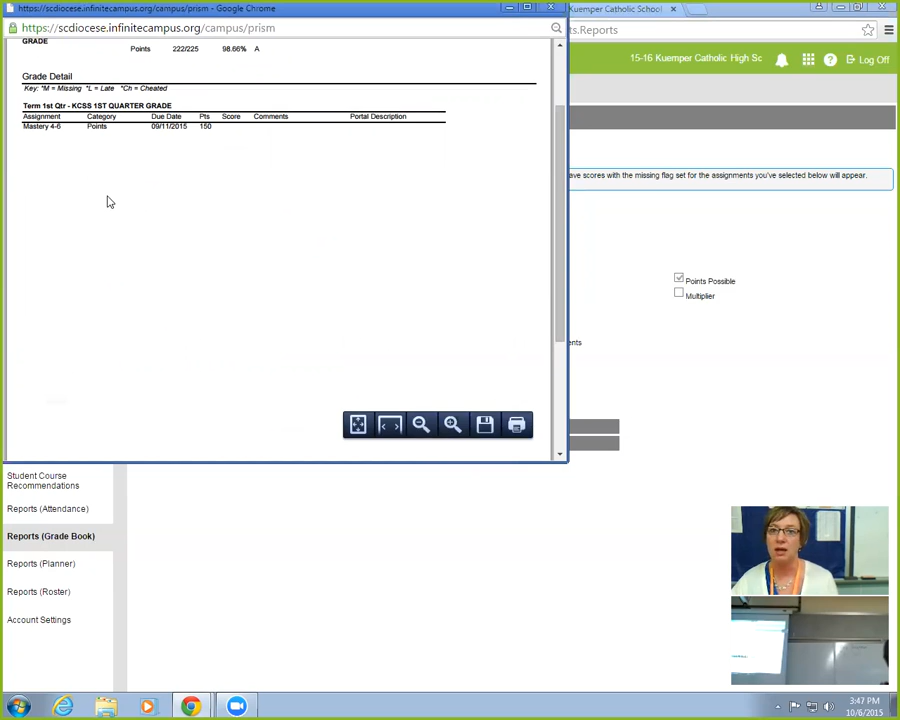 https://scdiocese.infinitecampus.org/campus/prism - Google Chrome
Kuemper Catholic School
https://scdiocese.infinitecampus.org/campus/prism
s.Reports
GRADE
Points 222/225 98.66% A
15-16 Kuemper Catholic High Sc
Log Off
Grade Detail
Key: *M = Missing *L = Late *Ch = Cheated
Term 1st Qtr - KCSS 1ST QUARTER GRADE
Assignment Category Due Date Pts Score Comments Portal Description
Mastery 4-6 Points 09/11/2015 150
ave scores with the missing flag set for the assignments you've selected below will appear.
Points Possible
Multiplier
ents
Student Course
Recommendations
Reports (Attendance)
Reports (Grade Book)
Reports (Planner)
Reports (Roster)
Account Settings
3:47 PM
10/6/2015